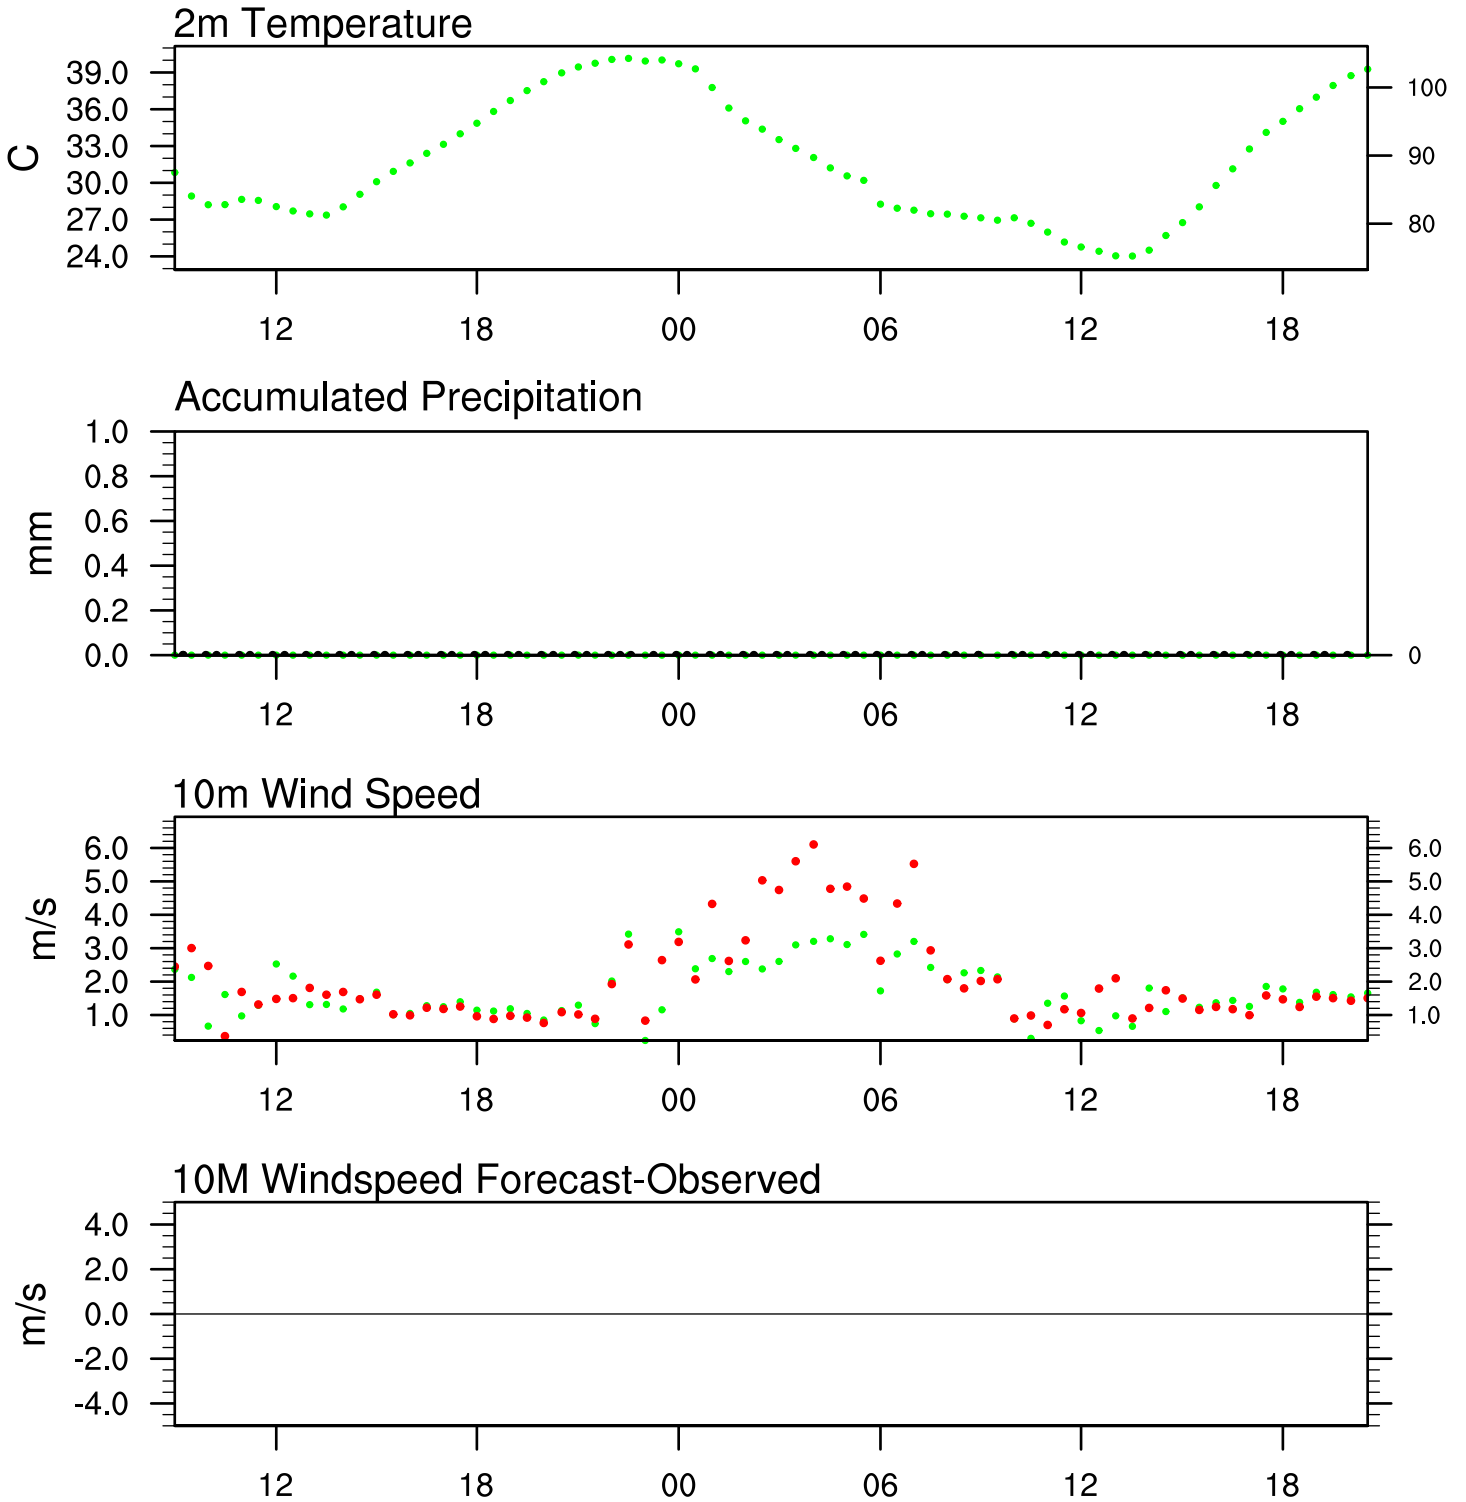 2m Temperature
39.0
36.0
33.0
30.0
27.0
24.0
C
100
90
80
12 18 00 06 12 18
Accumulated Precipitation
1.0
0.8
0.6
0.4
0.2
0.0
mm
0
12 18 00 06 12 18
10m Wind Speed
6.0 6.0
5.0 5.0
4.0 4.0
3.0 3.0
2.0 2.0
1.0 1.0
m/s
12 18 00 06 12 18
10M Windspeed Forecast-Observed
4.0
2.0
0.0
-2.0
-4.0
m/s
12 18 00 06 12 18